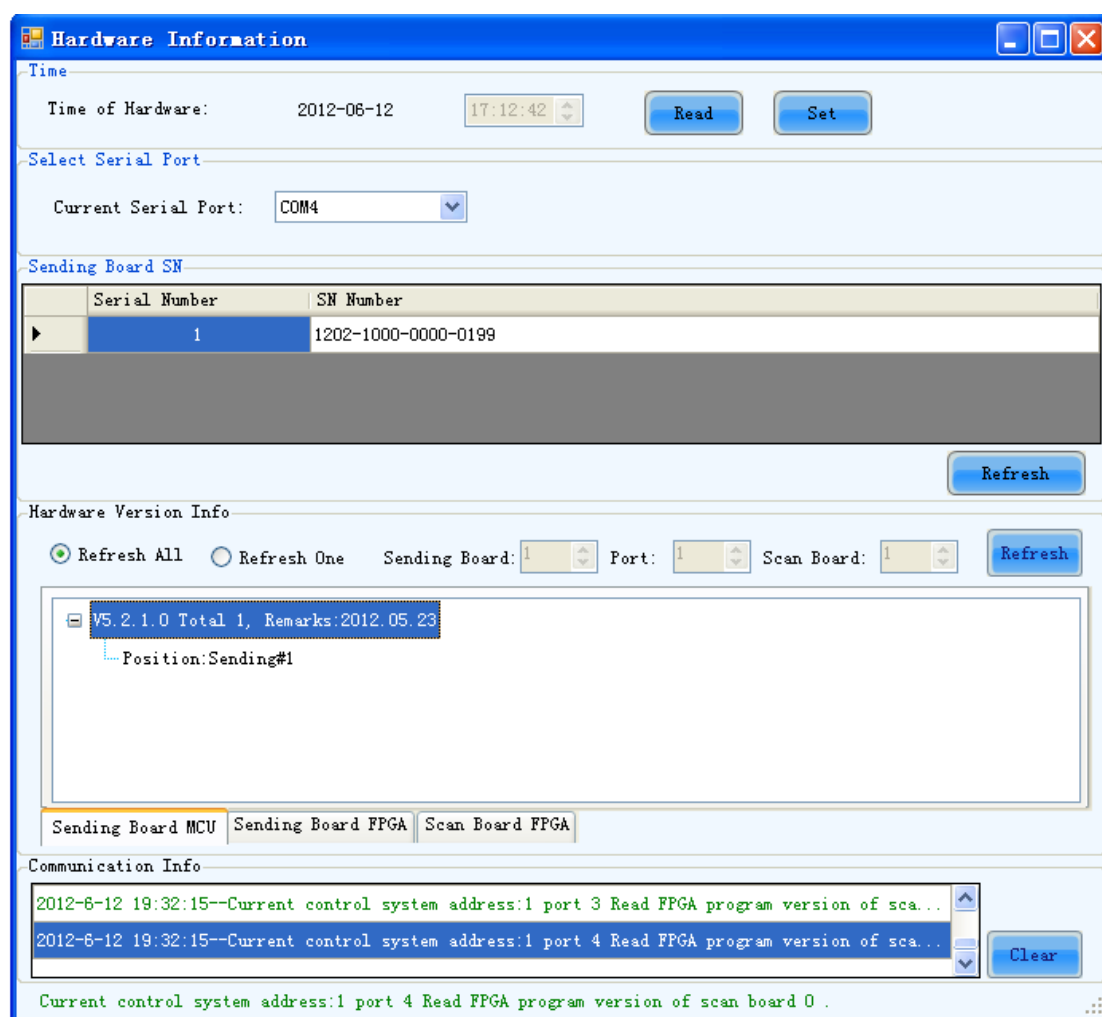 Hardware Information
Time
Time of Hardware: 2012-06-12 17:12:42 Read Set
Select Serial Port
Current Serial Port: COM4
Sending Board SN
Serial Number SN Number
1 1202-1000-0000-0199
Refresh
Hardware Version Info
Refresh All Refresh One Sending Board: 1 Port: 1 Scan Board: 1 Refresh
V5.2.1.0 Total 1, Remarks:2012.05.23
Position:Sending#1
Sending Board MCU Sending Board FPGA Scan Board FPGA
Communication Info
2012-6-12 19:32:15--Current control system address:1 port 3 Read FPGA program version of sca...
2012-6-12 19:32:15--Current control system address:1 port 4 Read FPGA program version of sca...
Clear
Current control system address:1 port 4 Read FPGA program version of scan board 0 .